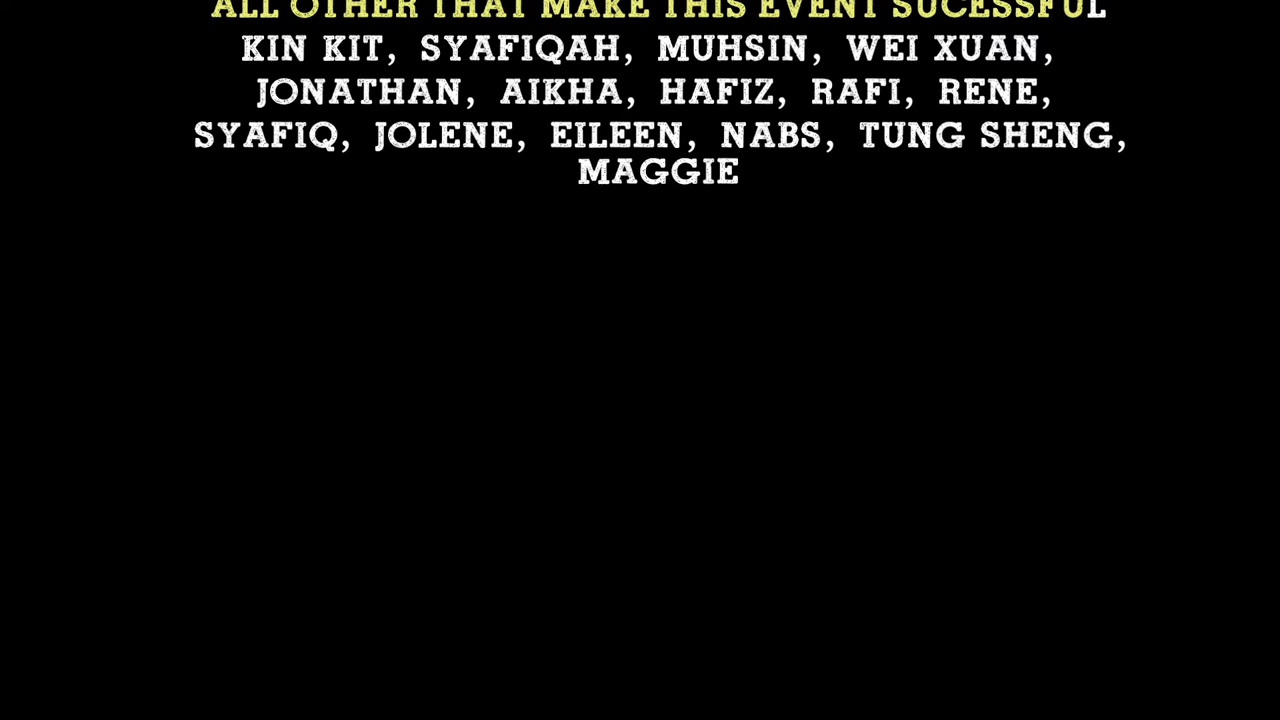 ALL OTHER THAT MAKE THIS EVENT SUCESSFUL
KIN KIT, SYAFIQAH, MUHSIN, WEI XUAN,
JONATHAN, AIKHA, HAFIZ, RAFI, RENE,
SYAFIQ, JOLENE, EILEEN, NABS, TUNG SHENG,
MAGGIE